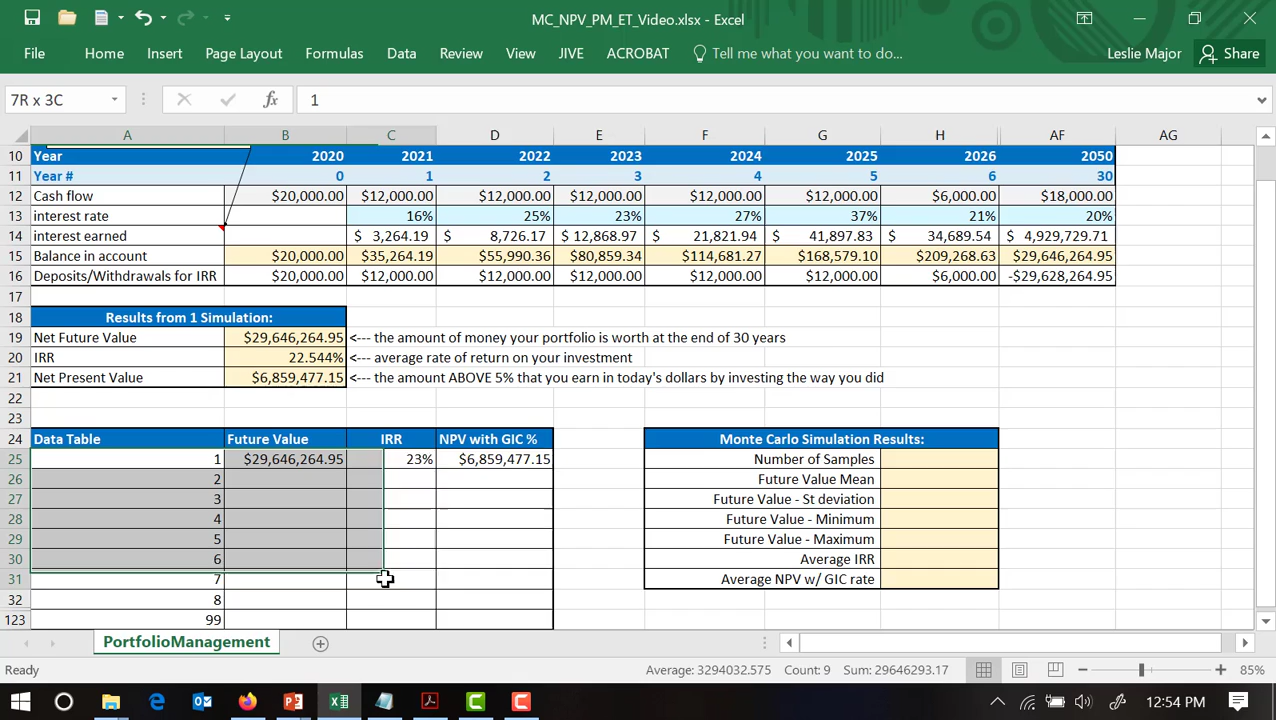 MC_NPV_PM_ET_Video.xlsx - Excel
File Home Insert Page Layout Formulas Data Review View JIVE ACROBAT Tell me what you want to do... Leslie Major Share
7R x 3C fx 1
A B C D E F G H AF AG
10 Year 2020 2021 2022 2023 2024 2025 2026 2050
11 Year # 0 1 2 3 4 5 6 30
12 Cash flow $20,000.00 $12,000.00 $12,000.00 $12,000.00 $12,000.00 $12,000.00 $6,000.00 $18,000.00
13 interest rate 16% 25% 23% 27% 37% 21% 20%
14 interest earned $ 3,264.19 $ 8,726.17 $ 12,868.97 $ 21,821.94 $ 41,897.83 $ 34,689.54 $ 4,929,729.71
15 Balance in account $20,000.00 $35,264.19 $55,990.36 $80,859.34 $114,681.27 $168,579.10 $209,268.63 $29,646,264.95
16 Deposits/Withdrawals for IRR $20,000.00 $12,000.00 $12,000.00 $12,000.00 $12,000.00 $12,000.00 $6,000.00 -$29,628,264.95
17
18 Results from 1 Simulation:
19 Net Future Value $29,646,264.95 <--- the amount of money your portfolio is worth at the end of 30 years
20 IRR 22.544% <--- average rate of return on your investment
21 Net Present Value $6,859,477.15 <--- the amount ABOVE 5% that you earn in today's dollars by investing the way you did
22
23
24 Data Table Future Value IRR NPV with GIC % Monte Carlo Simulation Results:
25 1 $29,646,264.95 23% $6,859,477.15 Number of Samples
26 2 Future Value Mean
27 3 Future Value - St deviation
28 4 Future Value - Minimum
29 5 Future Value - Maximum
30 6 Average IRR
31 7 Average NPV w/ GIC rate
32 8
123 99
PortfolioManagement
Ready Average: 3294032.575 Count: 9 Sum: 29646293.17 85%
12:54 PM